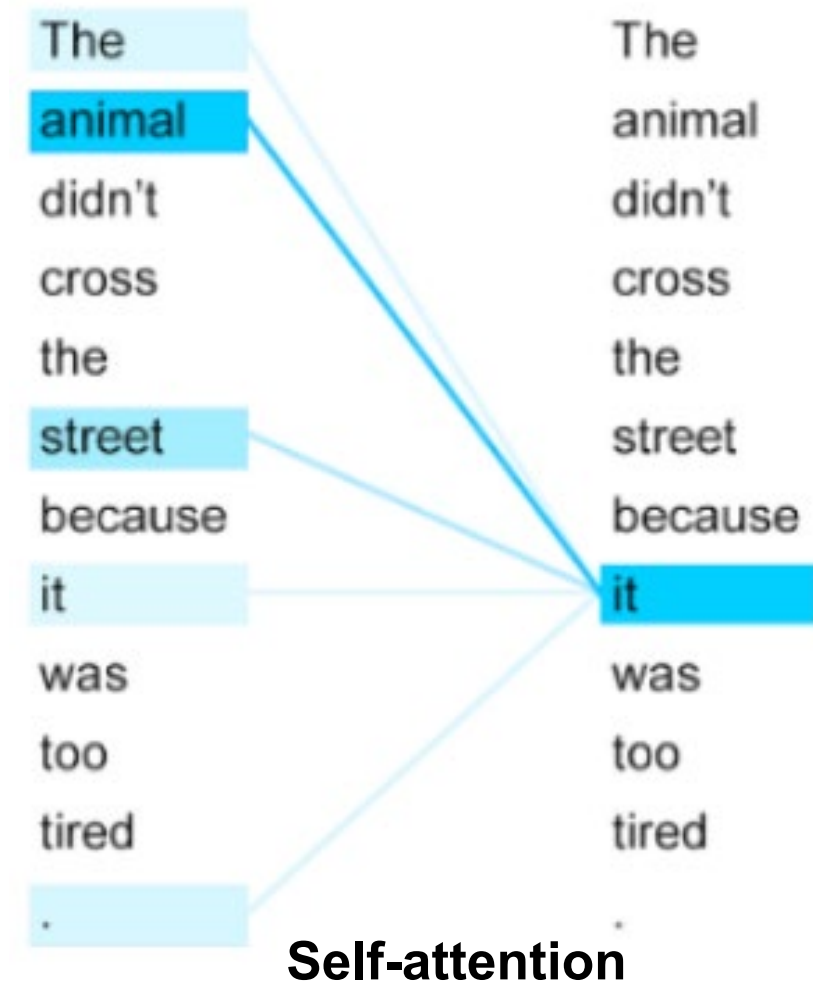 The The
animal animal
didn't didn't
cross cross
the the
street street
because because
it it
was was
too too
tired tired
. .
Self-attention